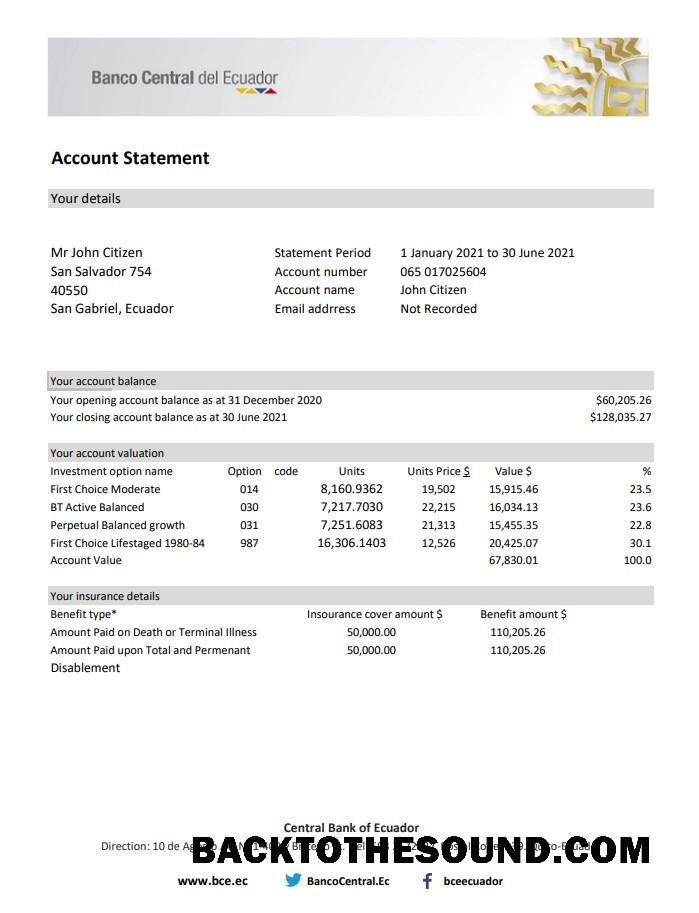 Banco Central del Ecuador
Account Statement
Your details
Mr John Citizen Statement Period 1 January 2021 to 30 June 2021
San Salvador 754 Account number 065 017025604
40550 Account name John Citizen
San Gabriel, Ecuador Email addrress Not Recorded
Your account balance
Your opening account balance as at 31 December 2020 $60,205.26
Your closing account balance as at 30 June 2021 $128,035.27
Your account valuation
Investment option name Option code Units Units Price $ Value $ %
First Choice Moderate 014 8,160.9362 19,502 15,915.46 23.5
BT Active Balanced 030 7,217.7030 22,215 16,034.13 23.6
Perpetual Balanced growth 031 7,251.6083 21,313 15,455.35 22.8
First Choice Lifestaged 1980-84 987 16,306.1403 12,526 20,425.07 30.1
Account Value 67,830.01 100.0
Your insurance details
Benefit type* Insourance cover amount $ Benefit amount $
Amount Paid on Death or Terminal Illness 50,000.00 110,205.26
Amount Paid upon Total and Permenant 50,000.00 110,205.26
Disablement
Central Bank of Ecuador
Direction: 10 de
BACKTOTHESOUND.COM
www.bce.ec BancoCentral.Ec bceecuador